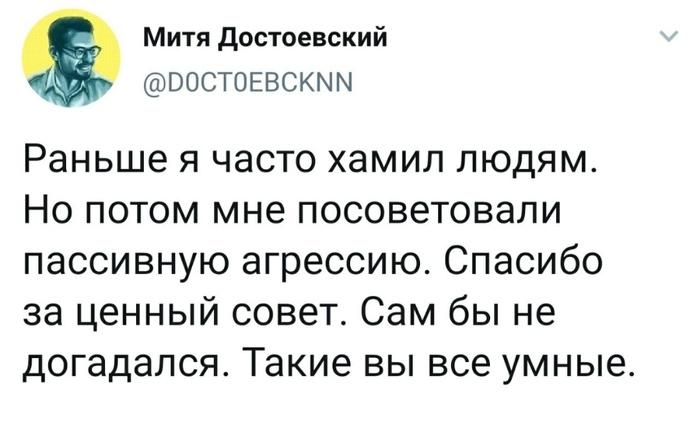 Митя Достоевский
@D0CT0EBCKNN
Раньше я часто хамил людям.
Но потом мне посоветовали
пассивную агрессию. Спасибо
за ценный совет. Сам бы не
догадался. Такие вы все умные.